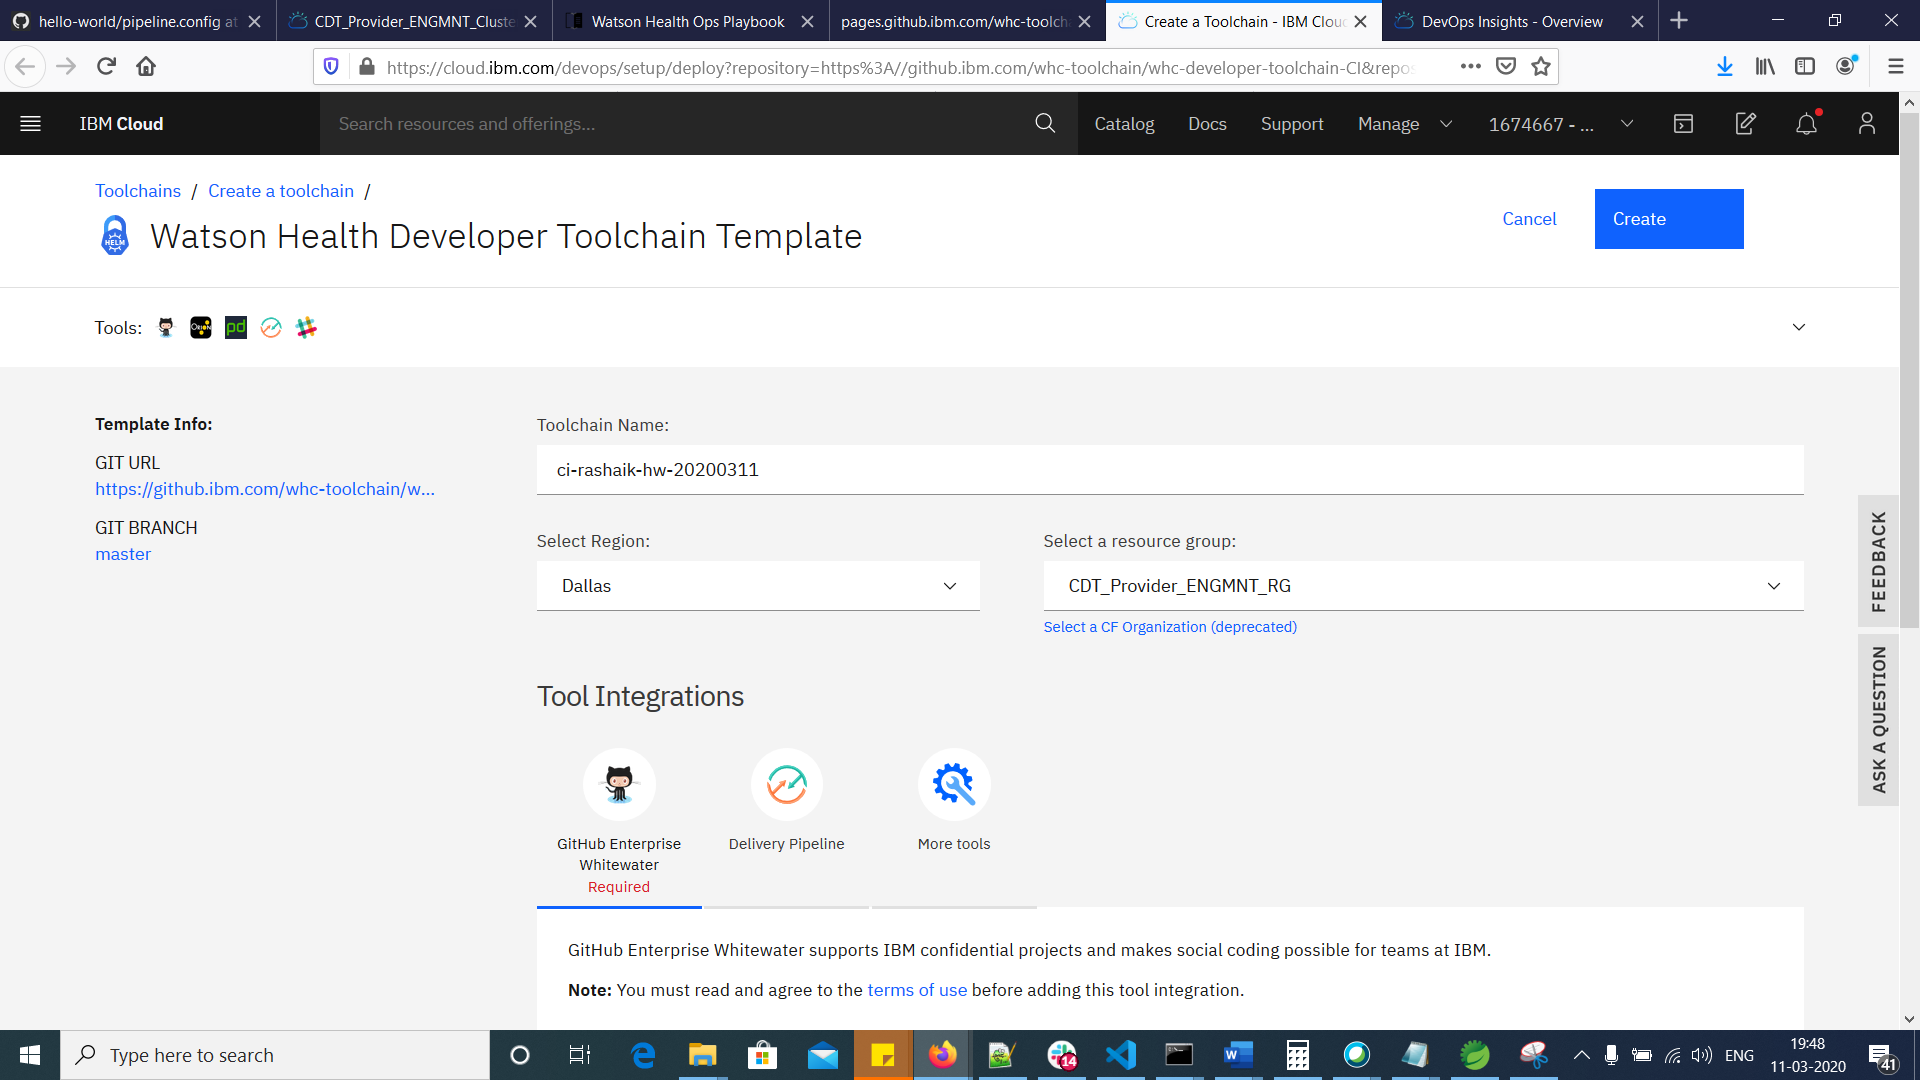 hello-world/pipeline.config at
CDT_Provider_ENGMNT_Cluste
Watson Health Ops Playbook
pages.github.ibm.com/whc-toolcha
Create a Toolchain - IBM Clou
DevOps Insights - Overview
https://cloud.ibm.com/devops/setup/deploy?repository=https%3A//github.ibm.com/whc-toolchain/whc-developer-toolchain-CI&repos
IBM Cloud
Search resources and offerings...
Catalog
Docs
Support
Manage
1674667 - ...
Toolchains / Create a toolchain /
HELM
Watson Health Developer Toolchain Template
Cancel
Create
Tools:
ORION
pd
Template Info:
GIT URL
https://github.ibm.com/whc-toolchain/w...
GIT BRANCH
master
Toolchain Name:
ci-rashaik-hw-20200311
Select Region:
Dallas
Select a resource group:
CDT_Provider_ENGMNT_RG
Select a CF Organization (deprecated)
Tool Integrations
GitHub Enterprise
Whitewater
Required
Delivery Pipeline
More tools
GitHub Enterprise Whitewater supports IBM confidential projects and makes social coding possible for teams at IBM.
Note: You must read and agree to the terms of use before adding this tool integration.
FEEDBACK
ASK A QUESTION
Type here to search
14
ENG
19:48
11-03-2020
41